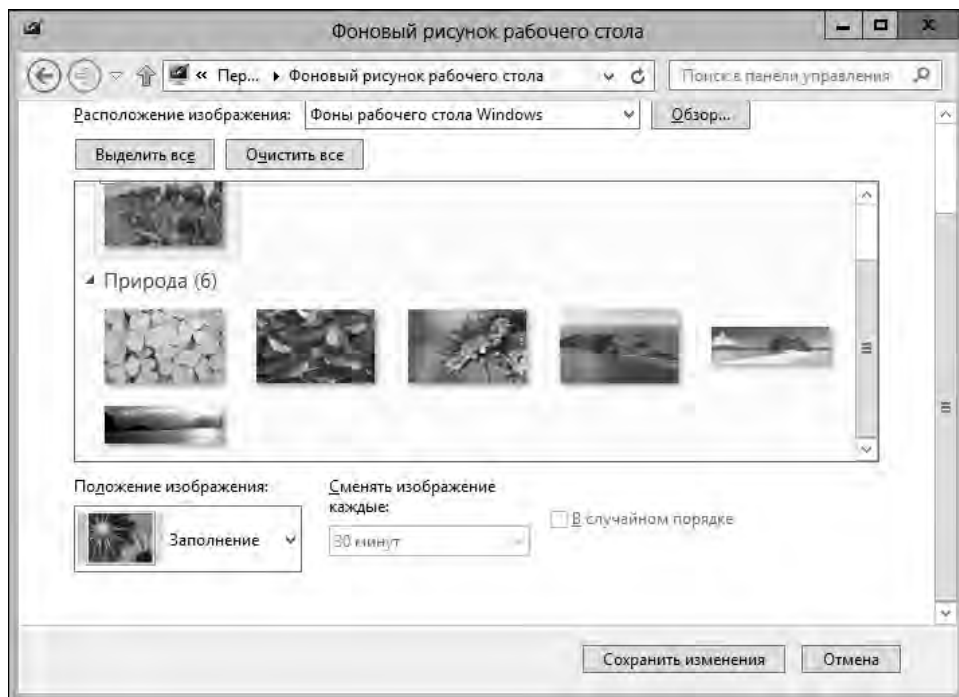 Фоновый рисунок рабочего стола
« Пер... ▸ Фоновый рисунок рабочего стола Поиск в панели управления
Расположение изображения: Фоны рабочего стола Windows Обзор...
Выделить все Очистить все
Природа (6)
Положение изображения: Сменять изображение
каждые:
Заполнение 30 минут В случайном порядке
Сохранить изменения Отмена